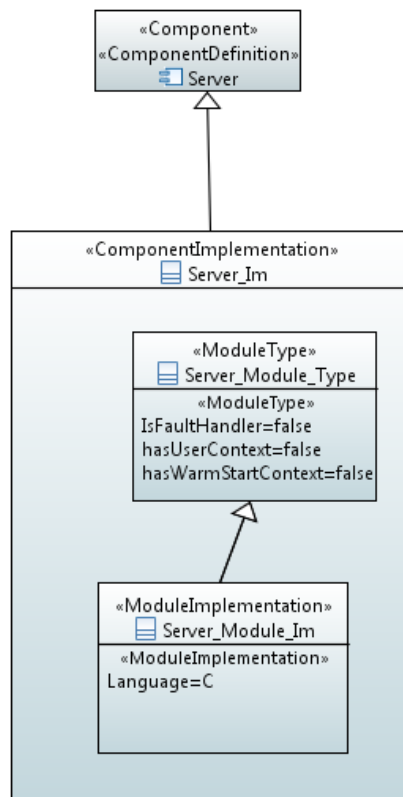 «Component»
«ComponentDefinition»
Server
«ComponentImplementation»
Server_Im
«ModuleType»
Server_Module_Type
«ModuleType»
IsFaultHandler=false
hasUserContext=false
hasWarmStartContext=false
«ModuleImplementation»
Server_Module_Im
«ModuleImplementation»
Language=C